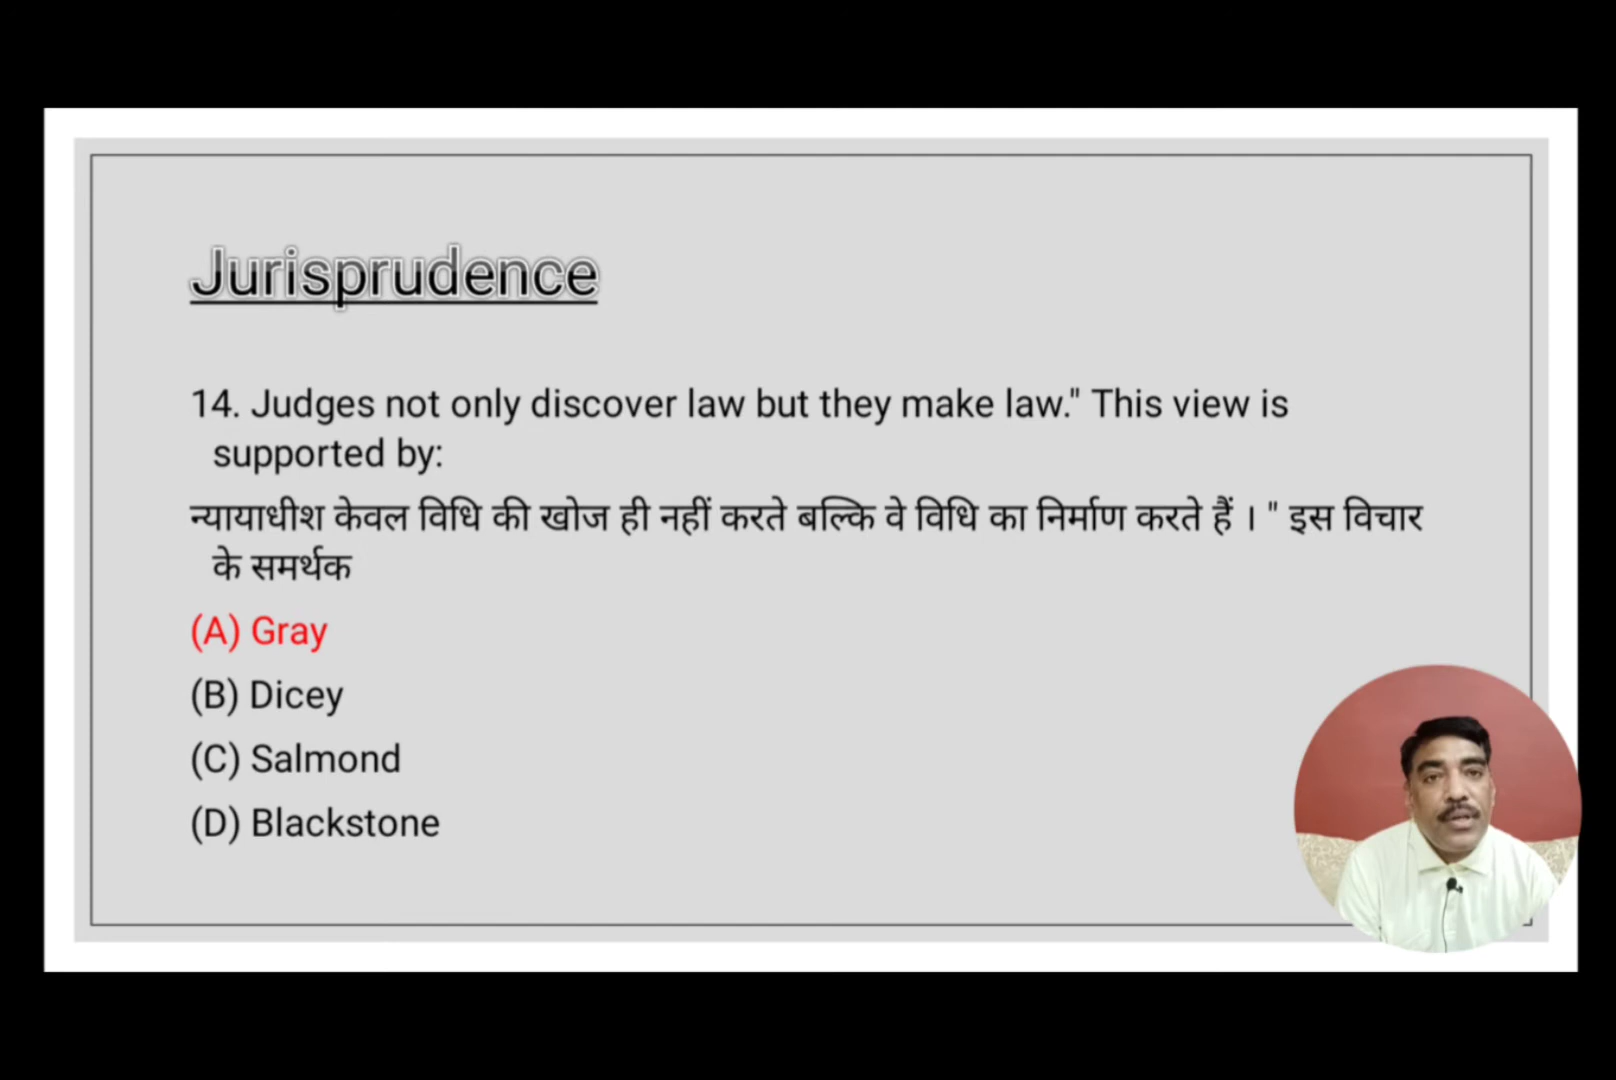 Jurisprudence
14. Judges not only discover law but they make law." This view is
supported by:
न्यायाधीश केवल विधि की खोज ही नहीं करते बल्कि वे विधि का निर्माण करते हैं । " इस विचार
के समर्थक
(A) Gray
(B) Dicey
(C) Salmond
(D) Blackstone